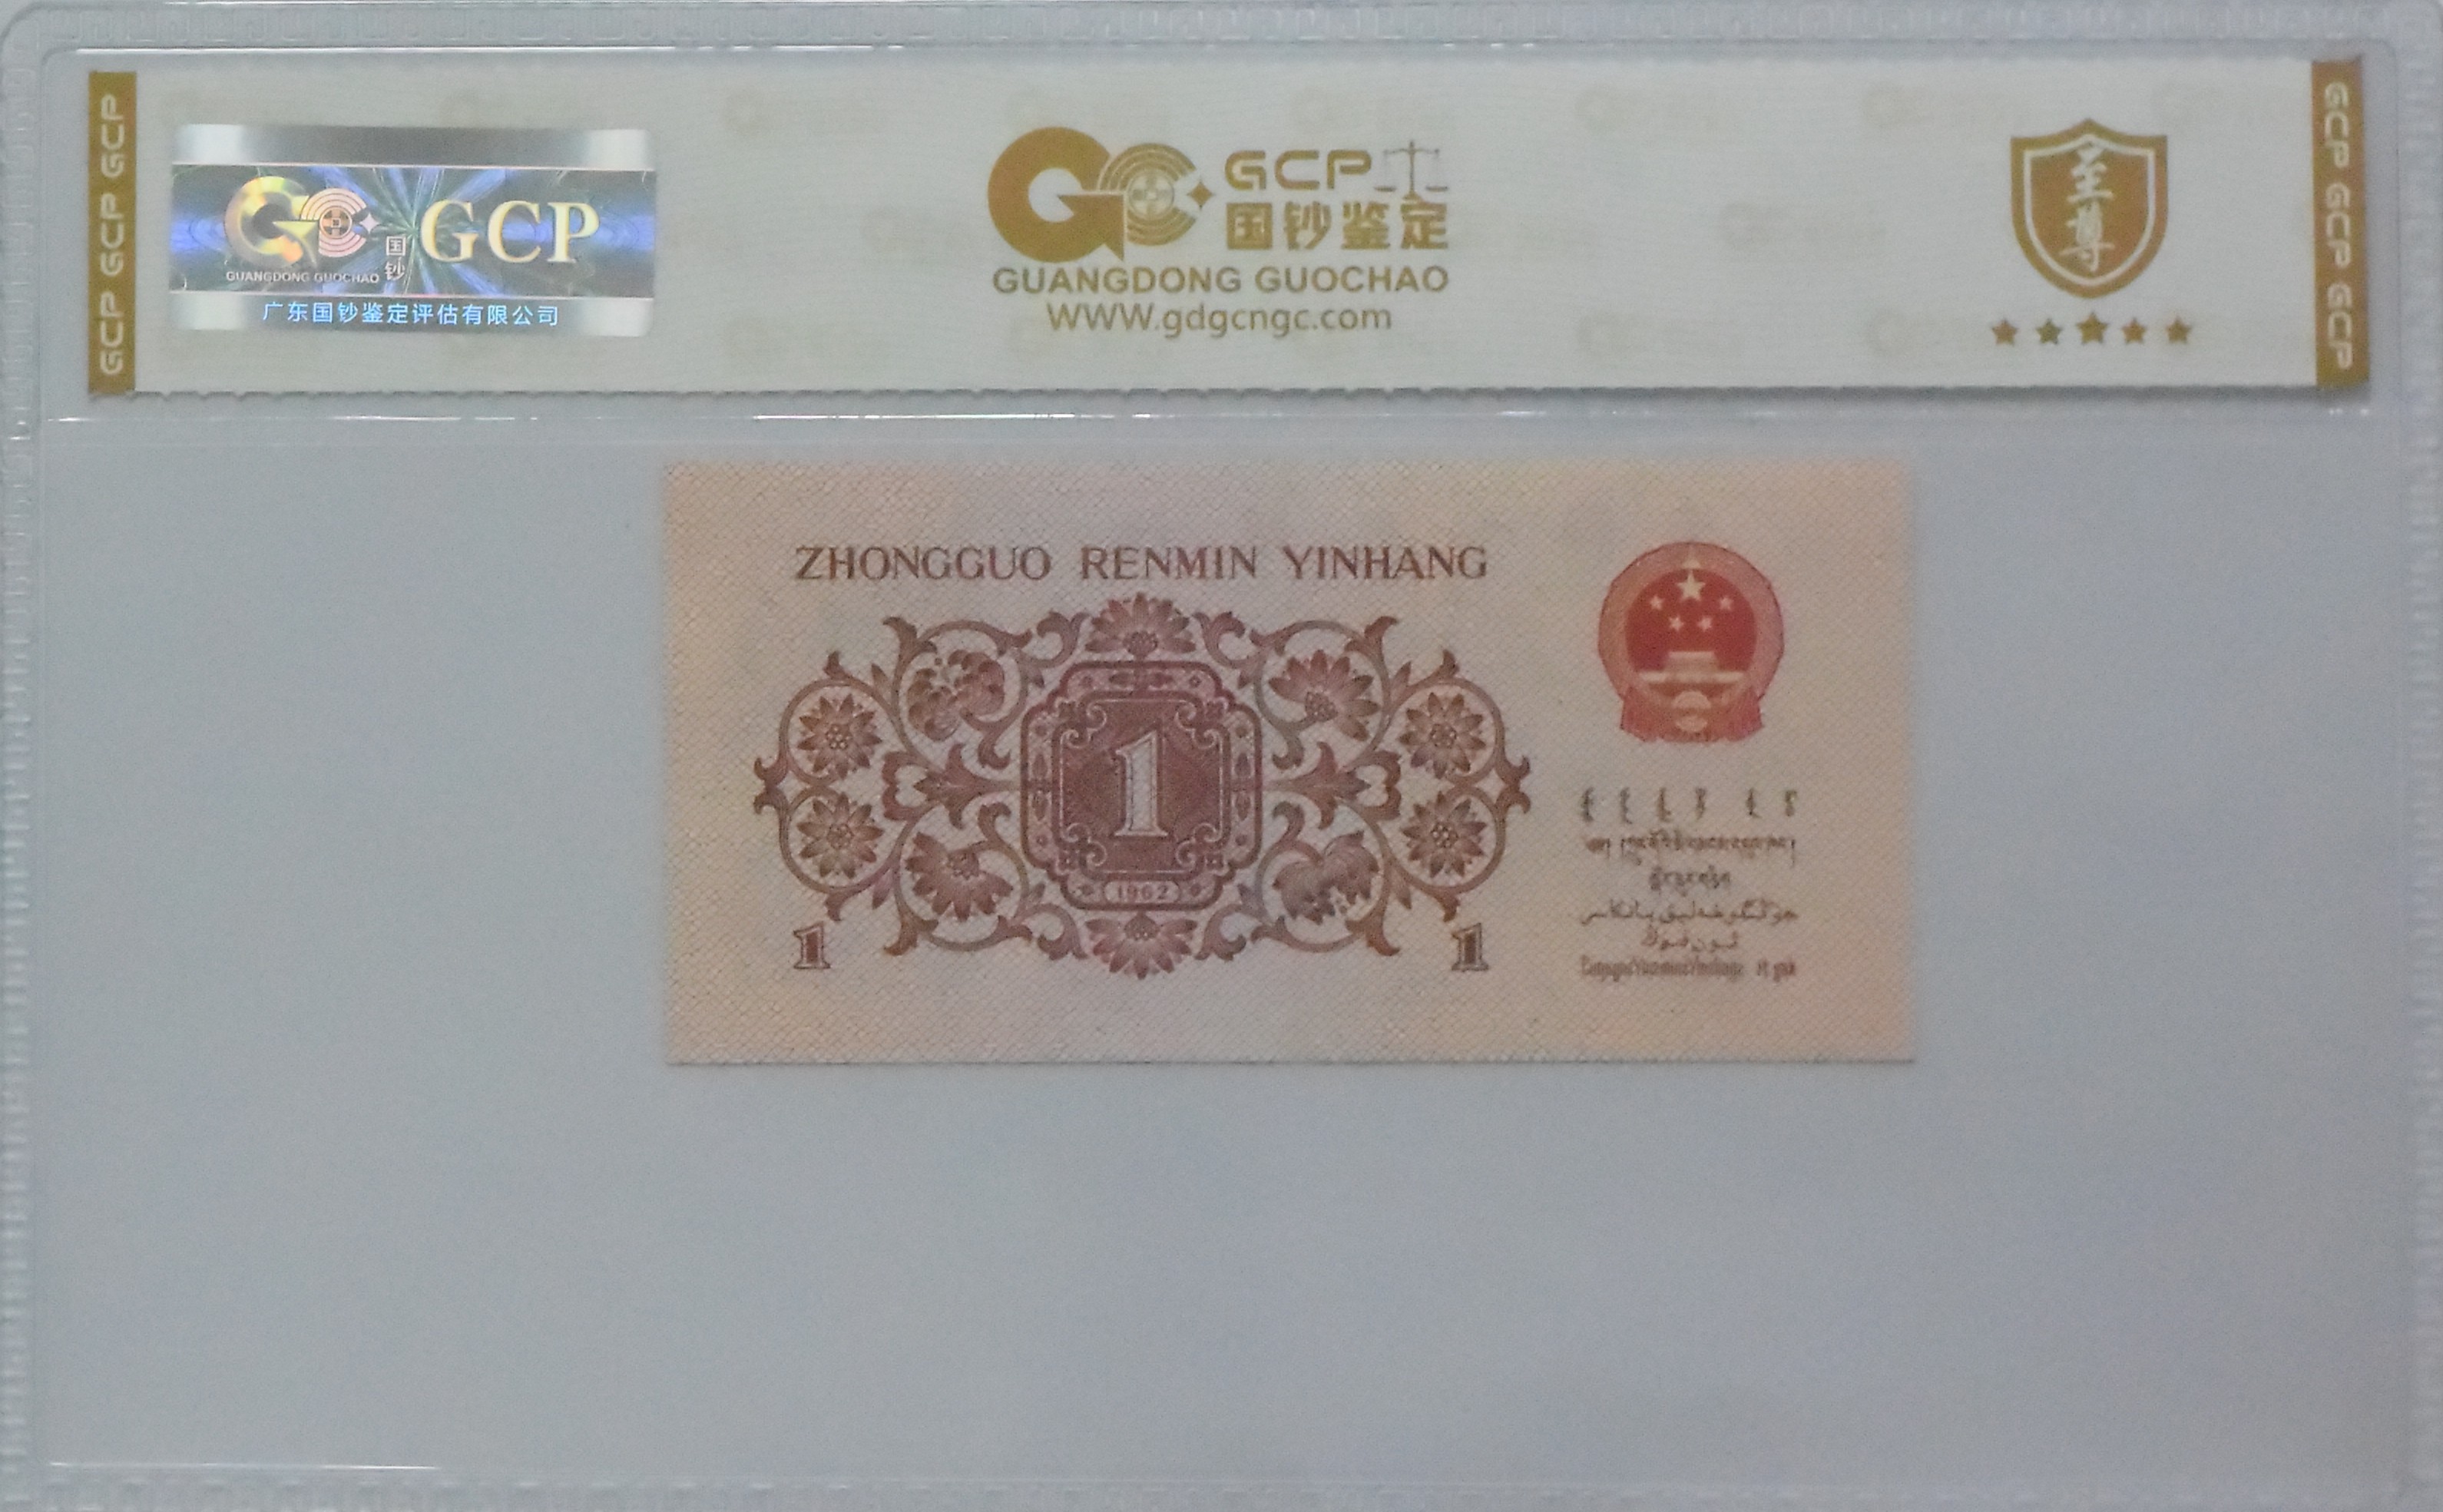 GCP GCP GCP
国钞
GCP
GUANGDONG GUOCHAO
广东国钞鉴定评估有限公司
GCP
国钞鉴定
GUANGDONG GUOCHAO
WWW.gdgcngc.com
至尊
GCP GCP GCP
ZHONGGUO RENMIN YINHANG
1
1962
1
1